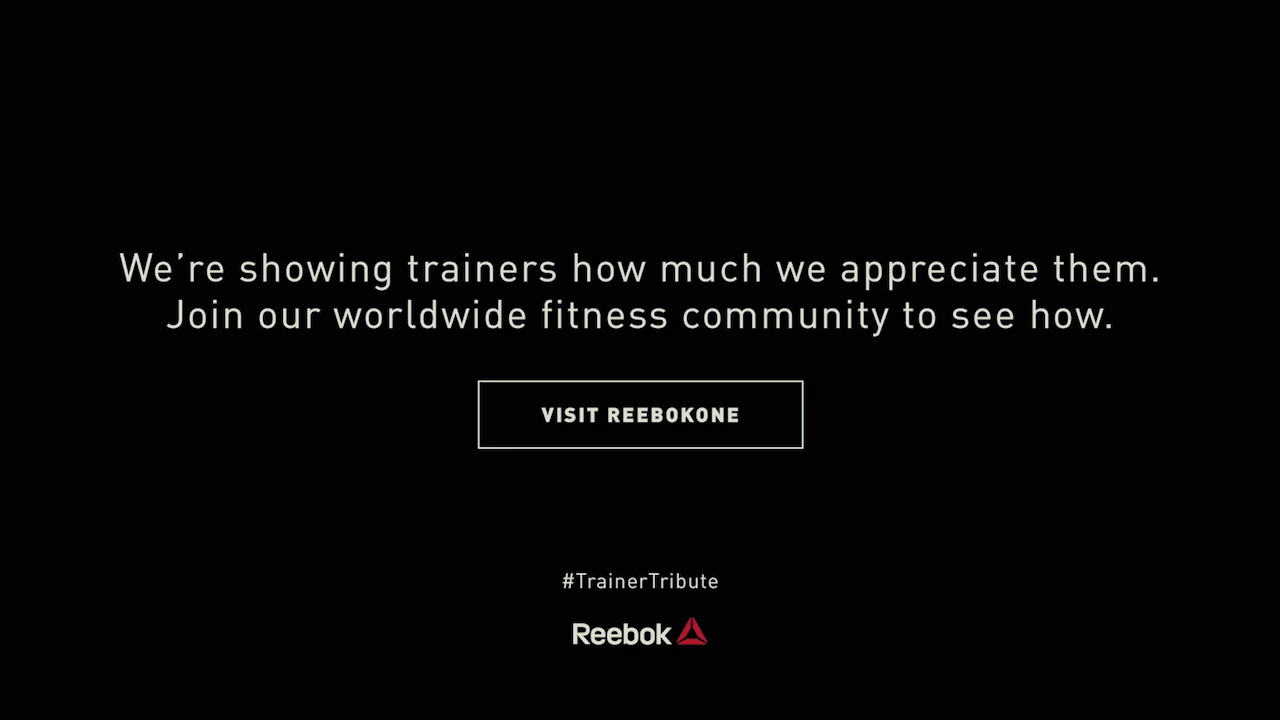 We’re showing trainers how much we appreciate them.
Join our worldwide fitness community to see how.
VISIT REEBOKONE
#TrainerTribute
Reebok